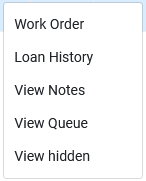 Work Order
Loan History
View Notes
View Queue
View hidden